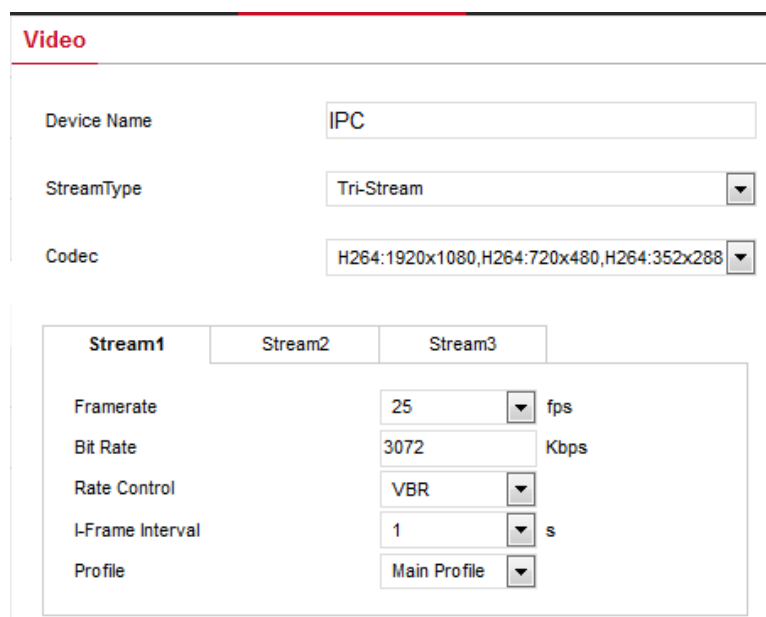 Video
Device Name IPC
StreamType Tri-Stream
Codec H264:1920x1080,H264:720x480,H264:352x288
Stream1 Stream2 Stream3
Framerate 25 fps
Bit Rate 3072 Kbps
Rate Control VBR
I-Frame Interval 1 s
Profile Main Profile